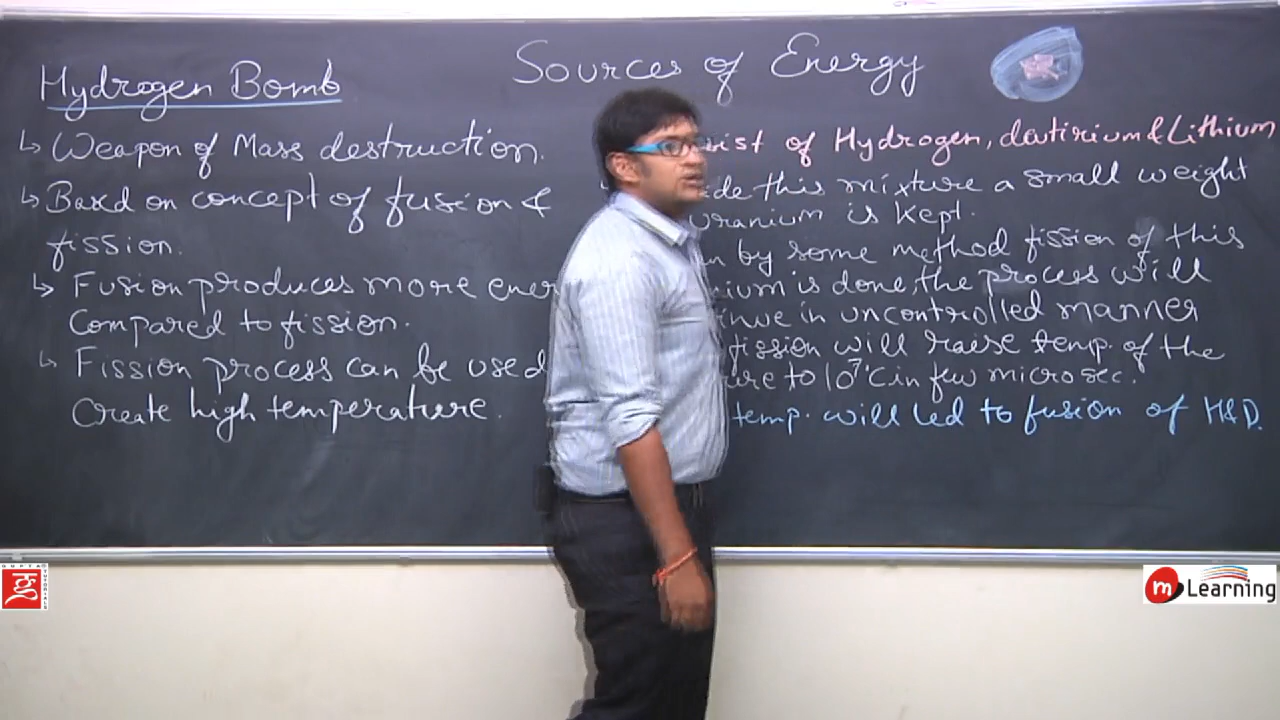 Sources of Energy
Hydrogen Bomb
↳ Weapon of Mass destruction.
↳ Based on concept of fusion &
fission.
↳ Fusion produces more ener
Compared to fission.
↳ Fission process can be used
Create high temperature.
ist of Hydrogen, deutirium & Lithium
de this mixture a small weight
uranium is kept.
by some method fission of this
ium is done, the process will
inue in uncontrolled manner
fission will raise temp. of the
ure to 10⁷°C in few microsec.
temp. will led to fusion of H&D.
GUPTA TUTORIALS
m Learning